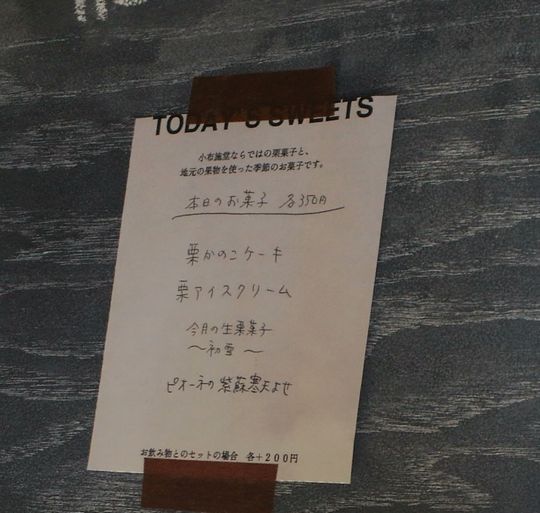 TODAY'S SWEETS
小布施堂ならではの栗菓子と、
地元の果物を使った季節のお菓子です。
本日のお菓子 各350円
栗かのこケーキ
栗アイスクリーム
今月の生栗菓子
～初雪～
ピオーネの紫蘇寒天よせ
お飲み物とのセットの場合 各＋200円